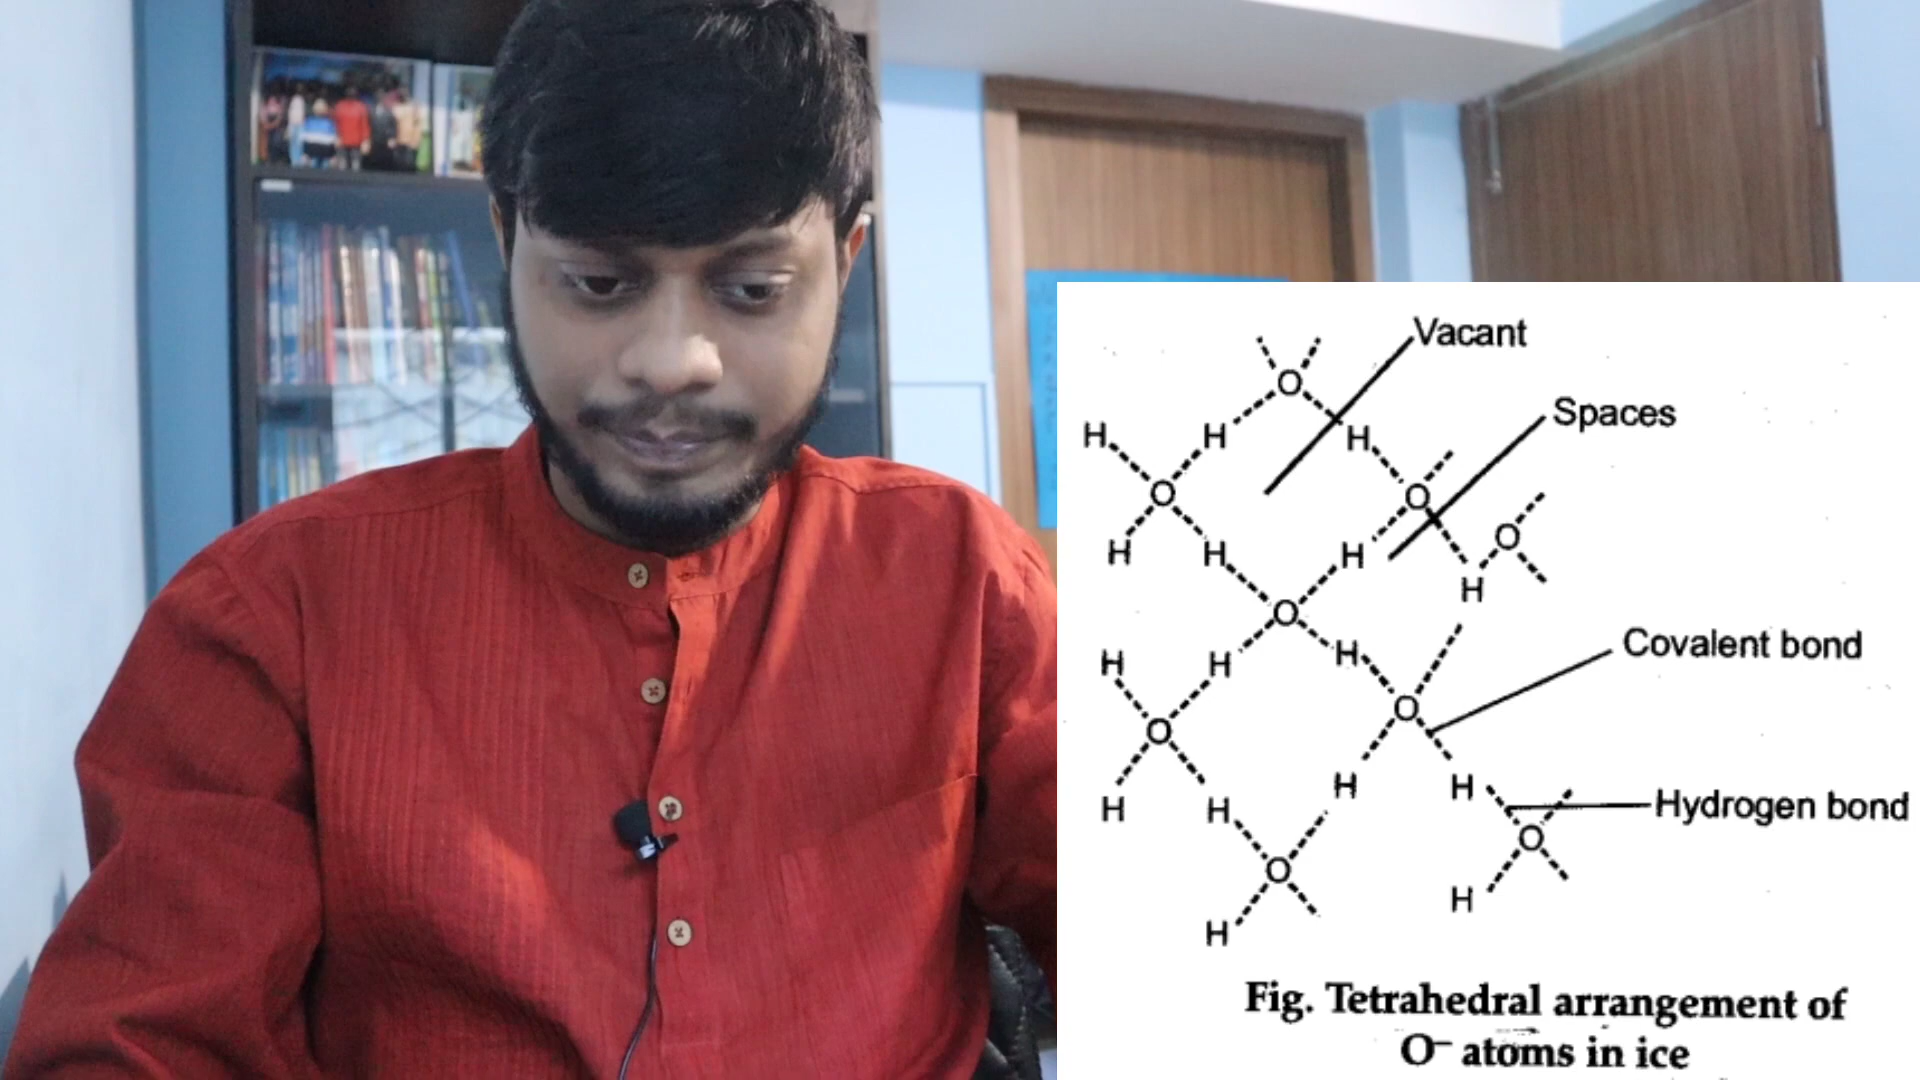 Vacant
O
Spaces
H
H
H
O
O
O
H
H
H
H
O
H
H
H
Covalent bond
O
O
H
H
H
H
Hydrogen bond
O
O
H
H
Fig. Tetrahedral arrangement of
O⁻ atoms in ice